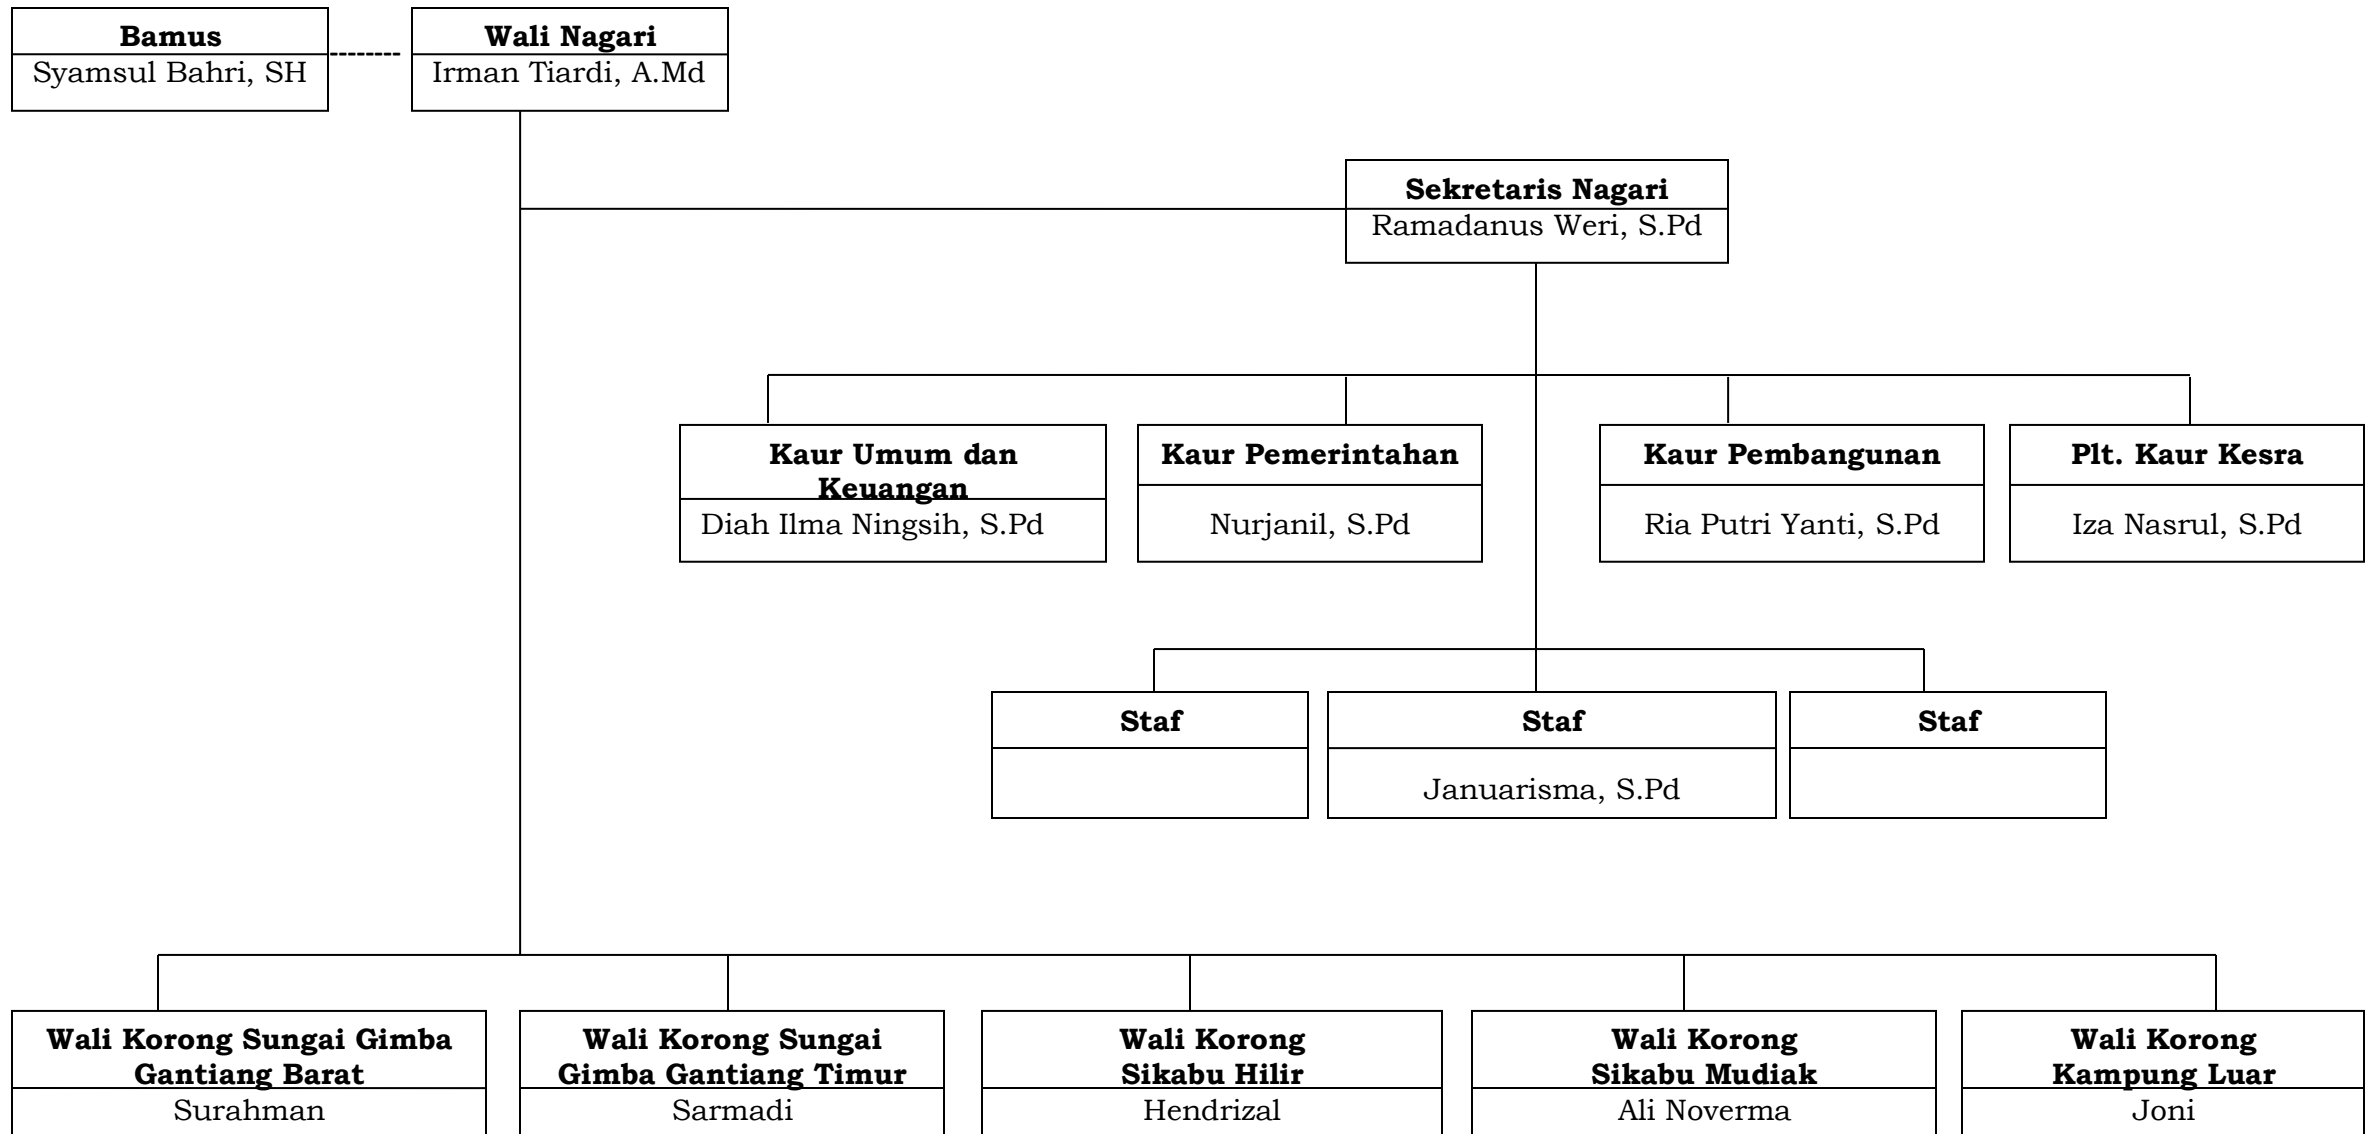 Bamus
Syamsul Bahri, SH
Wali Nagari
Irman Tiardi, A.Md
Sekretaris Nagari
Ramadanus Weri, S.Pd
Kaur Umum dan
Keuangan
Diah Ilma Ningsih, S.Pd
Kaur Pemerintahan
Nurjanil, S.Pd
Kaur Pembangunan
Ria Putri Yanti, S.Pd
Plt. Kaur Kesra
Iza Nasrul, S.Pd
Staf
Staf
Januarisma, S.Pd
Staf
Wali Korong Sungai Gimba
Gantiang Barat
Surahman
Wali Korong Sungai
Gimba Gantiang Timur
Sarmadi
Wali Korong
Sikabu Hilir
Hendrizal
Wali Korong
Sikabu Mudiak
Ali Noverma
Wali Korong
Kampung Luar
Joni